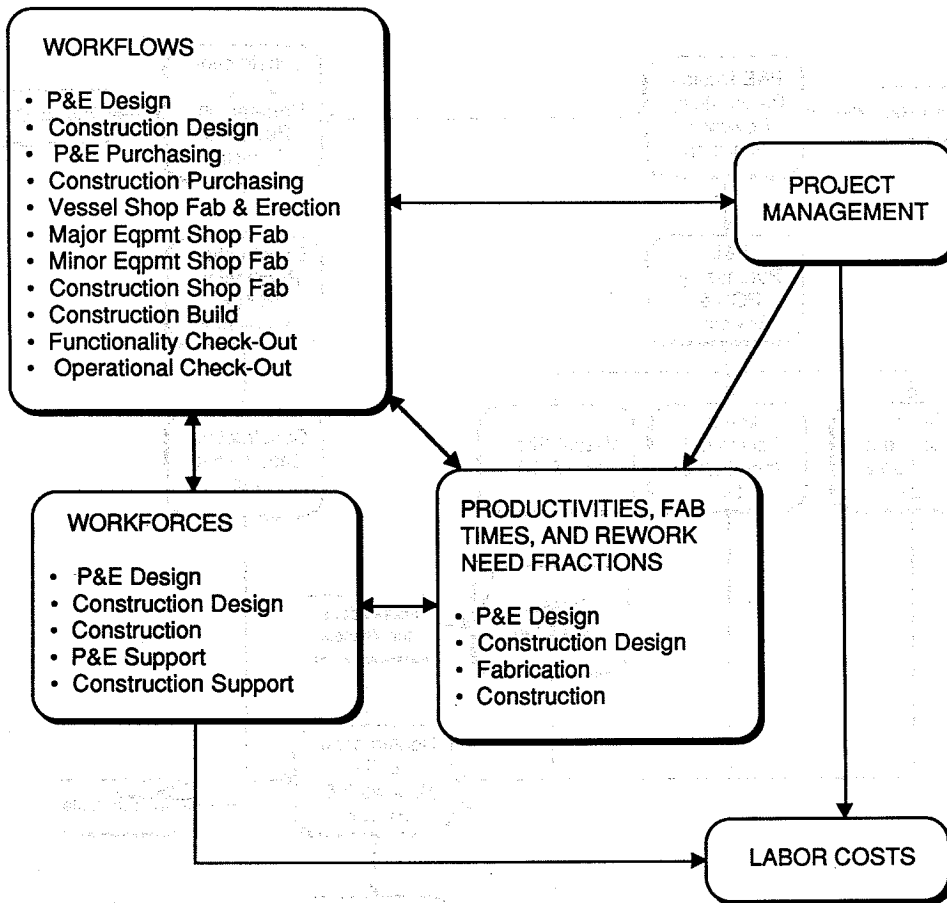 WORKFLOWS
• P&E Design
• Construction Design
• P&E Purchasing
• Construction Purchasing
• Vessel Shop Fab & Erection
• Major Eqpmt Shop Fab
• Minor Eqpmt Shop Fab
• Construction Shop Fab
• Construction Build
• Functionality Check-Out
• Operational Check-Out
PROJECT
MANAGEMENT
WORKFORCES
• P&E Design
• Construction Design
• Construction
• P&E Support
• Construction Support
PRODUCTIVITIES, FAB
TIMES, AND REWORK
NEED FRACTIONS
• P&E Design
• Construction Design
• Fabrication
• Construction
LABOR COSTS